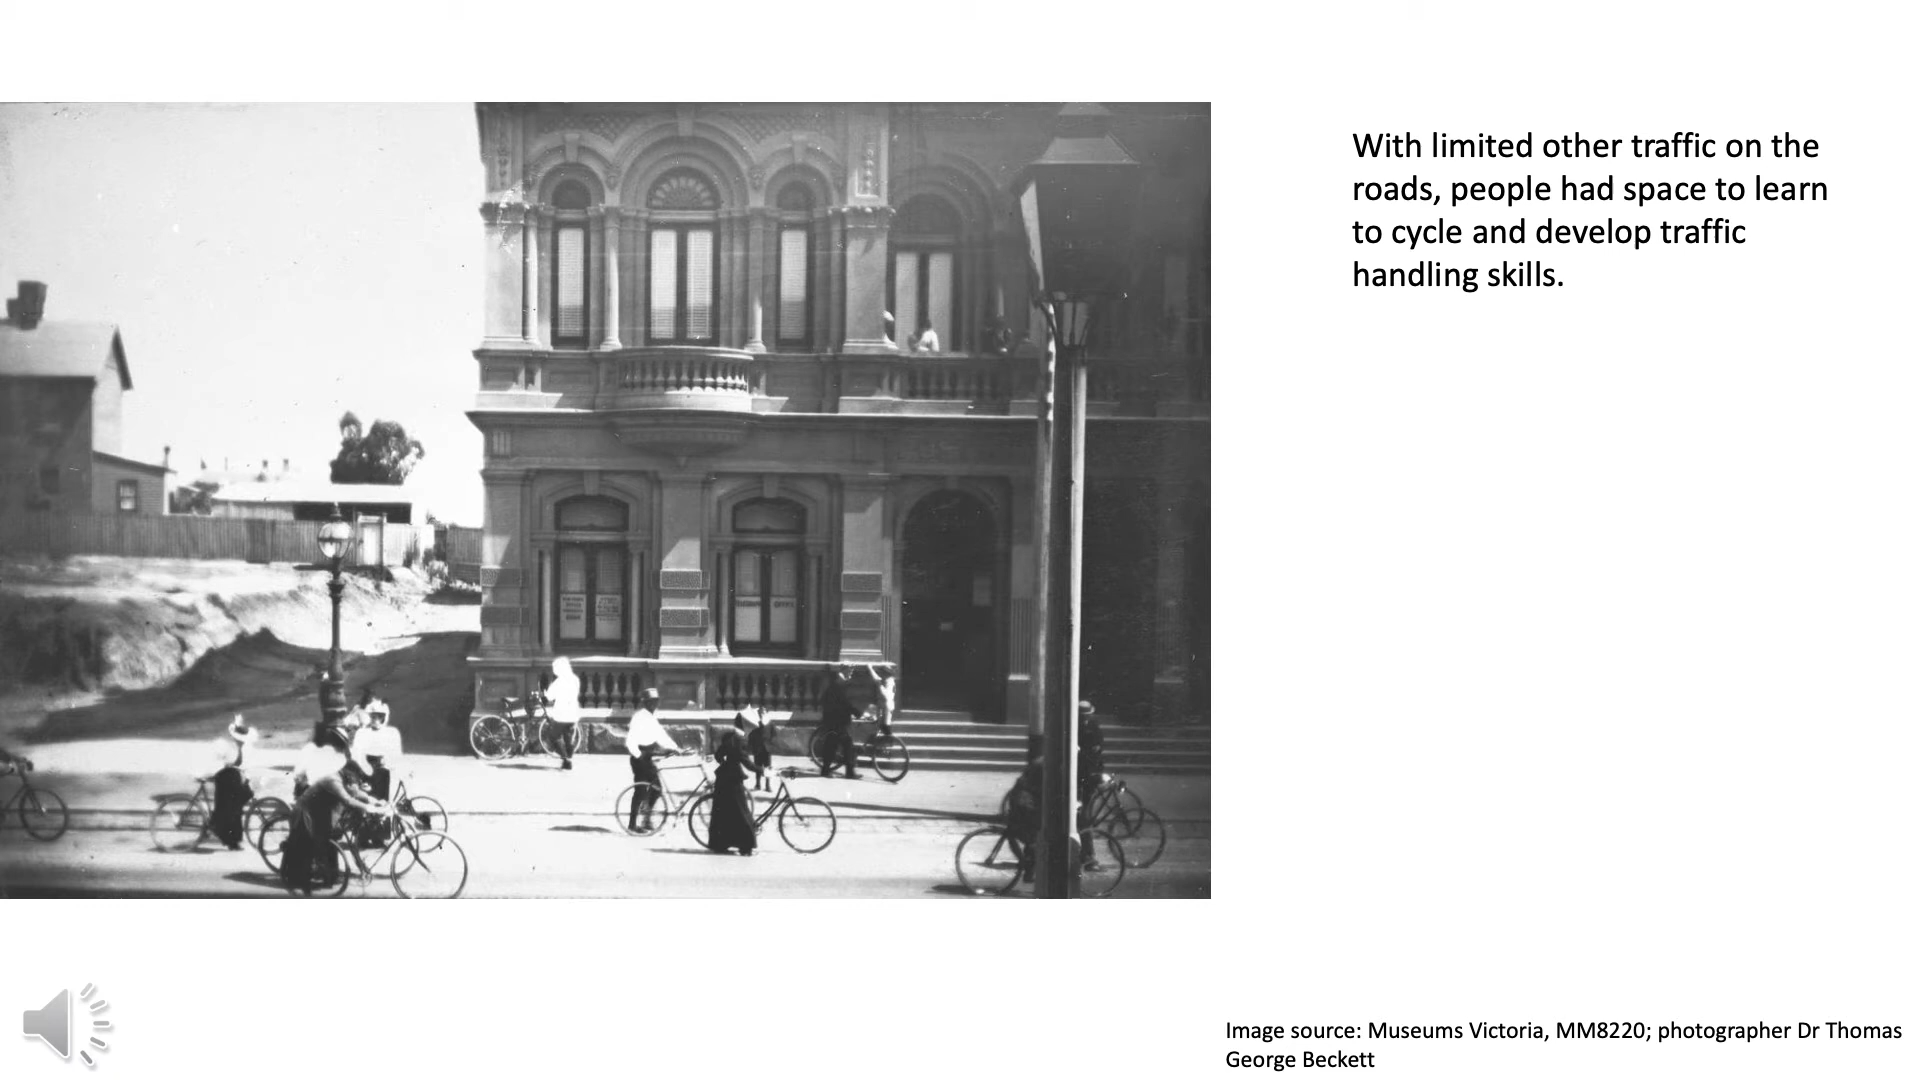 With limited other traffic on the
roads, people had space to learn
to cycle and develop traffic
handling skills.
Image source: Museums Victoria, MM8220; photographer Dr Thomas
George Beckett